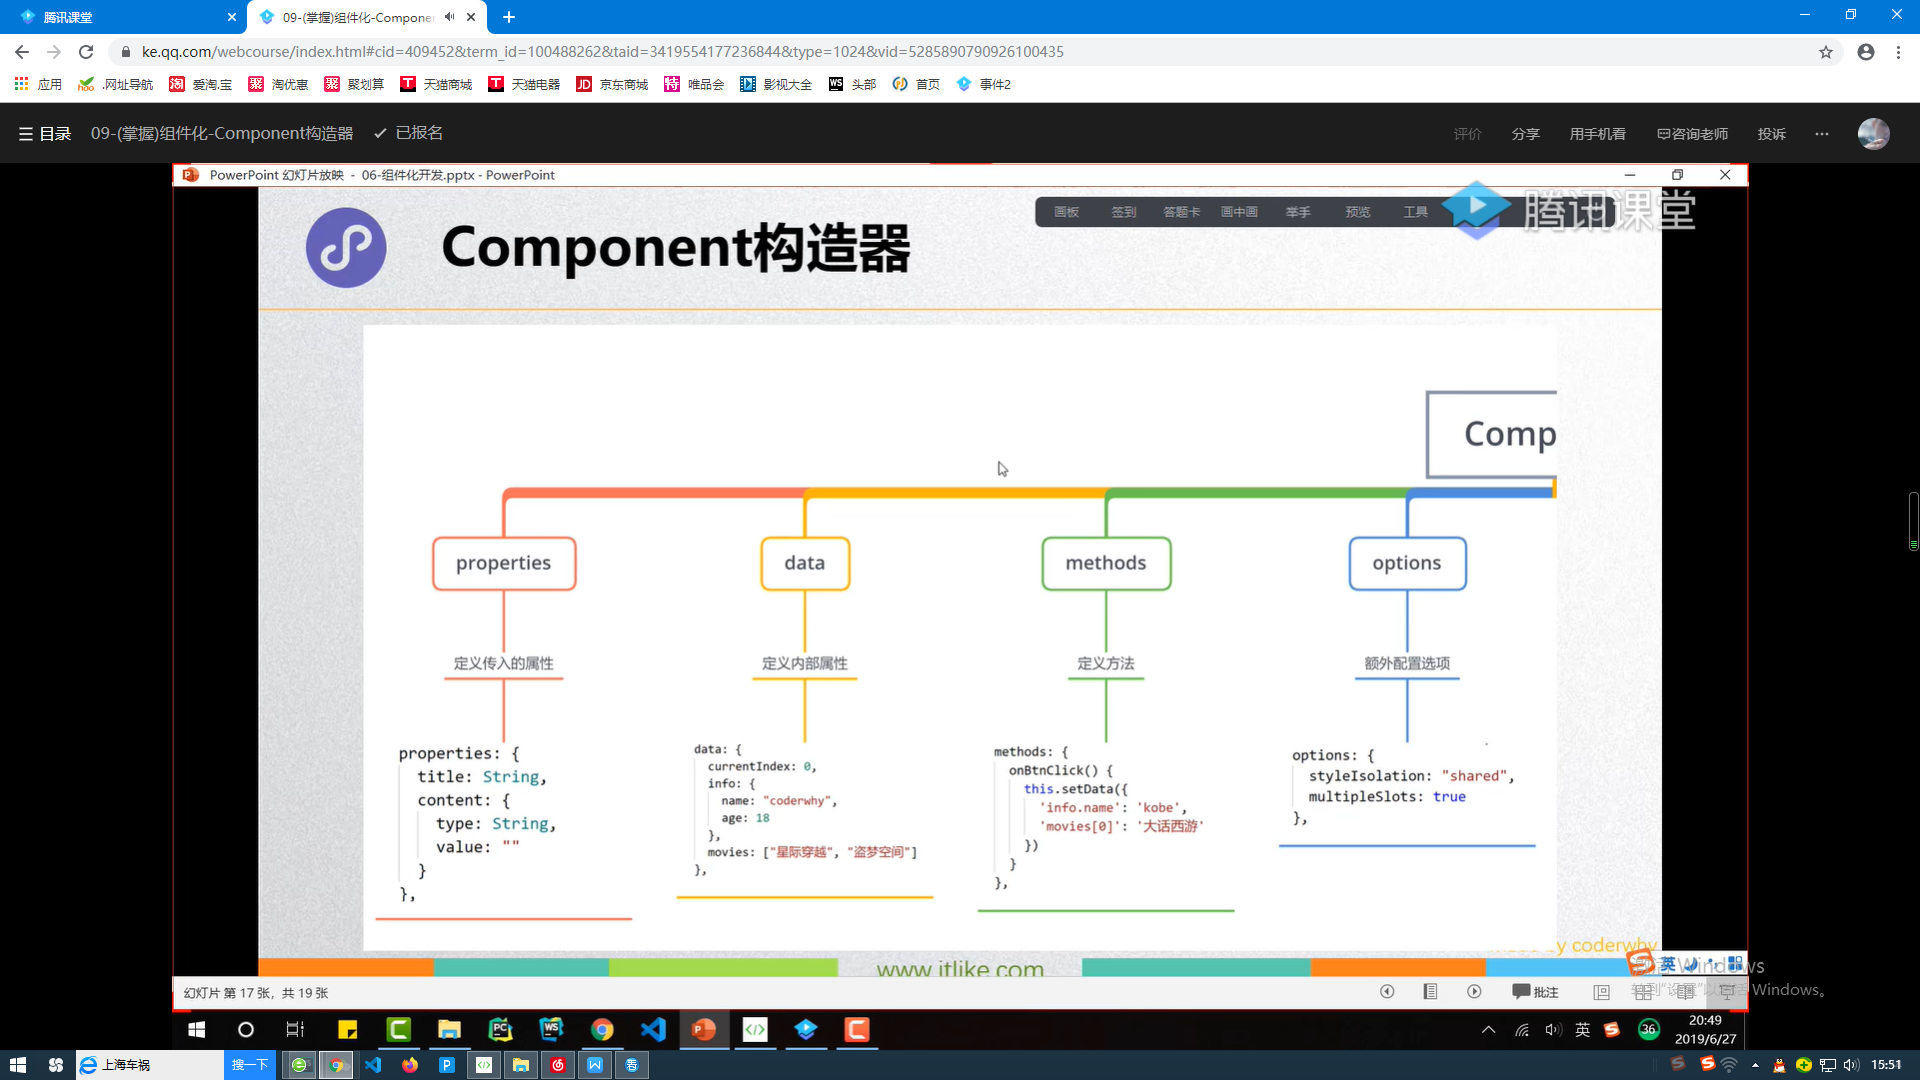 腾讯课堂
09-(掌握)组件化-Componen
ke.qq.com/webcourse/index.html#cid=409452&term_id=100488262&taid=3419554177236844&type=1024&vid=5285890790926100435
应用 .网址导航 爱淘宝 淘优惠 聚划算 天猫商城 天猫电器 京东商城 唯品会 影视大全 头部 首页 事件2
目录 09-(掌握)组件化-Component构造器 已报名 评价 分享 用手机看 咨询老师 投诉 ···
PowerPoint 幻灯片放映 - 06-组件化开发.pptx - PowerPoint
画板 签到 答题卡 画中画 举手 预览 工具
腾讯课堂
Component构造器
Comp
properties data methods options
定义传入的属性 定义内部属性 定义方法 额外配置选项
properties: {
title: String,
content: {
type: String,
value: ""
}
},
data: {
currentIndex: 0,
info: {
name: "coderwhy",
age: 18
},
movies: ["星际穿越", "盗梦空间"]
},
methods: {
onBtnClick() {
this.setData({
'info.name': 'kobe',
'movies[0]': '大话西游'
})
}
},
options: {
styleIsolation: "shared",
multipleSlots: true
},
by coderwhy
www.itlike.com
英
Windows
Windows。
幻灯片 第 17 张，共 19 张
批注
英
36
20:49
2019/6/27
上海车祸 搜一下
15:51